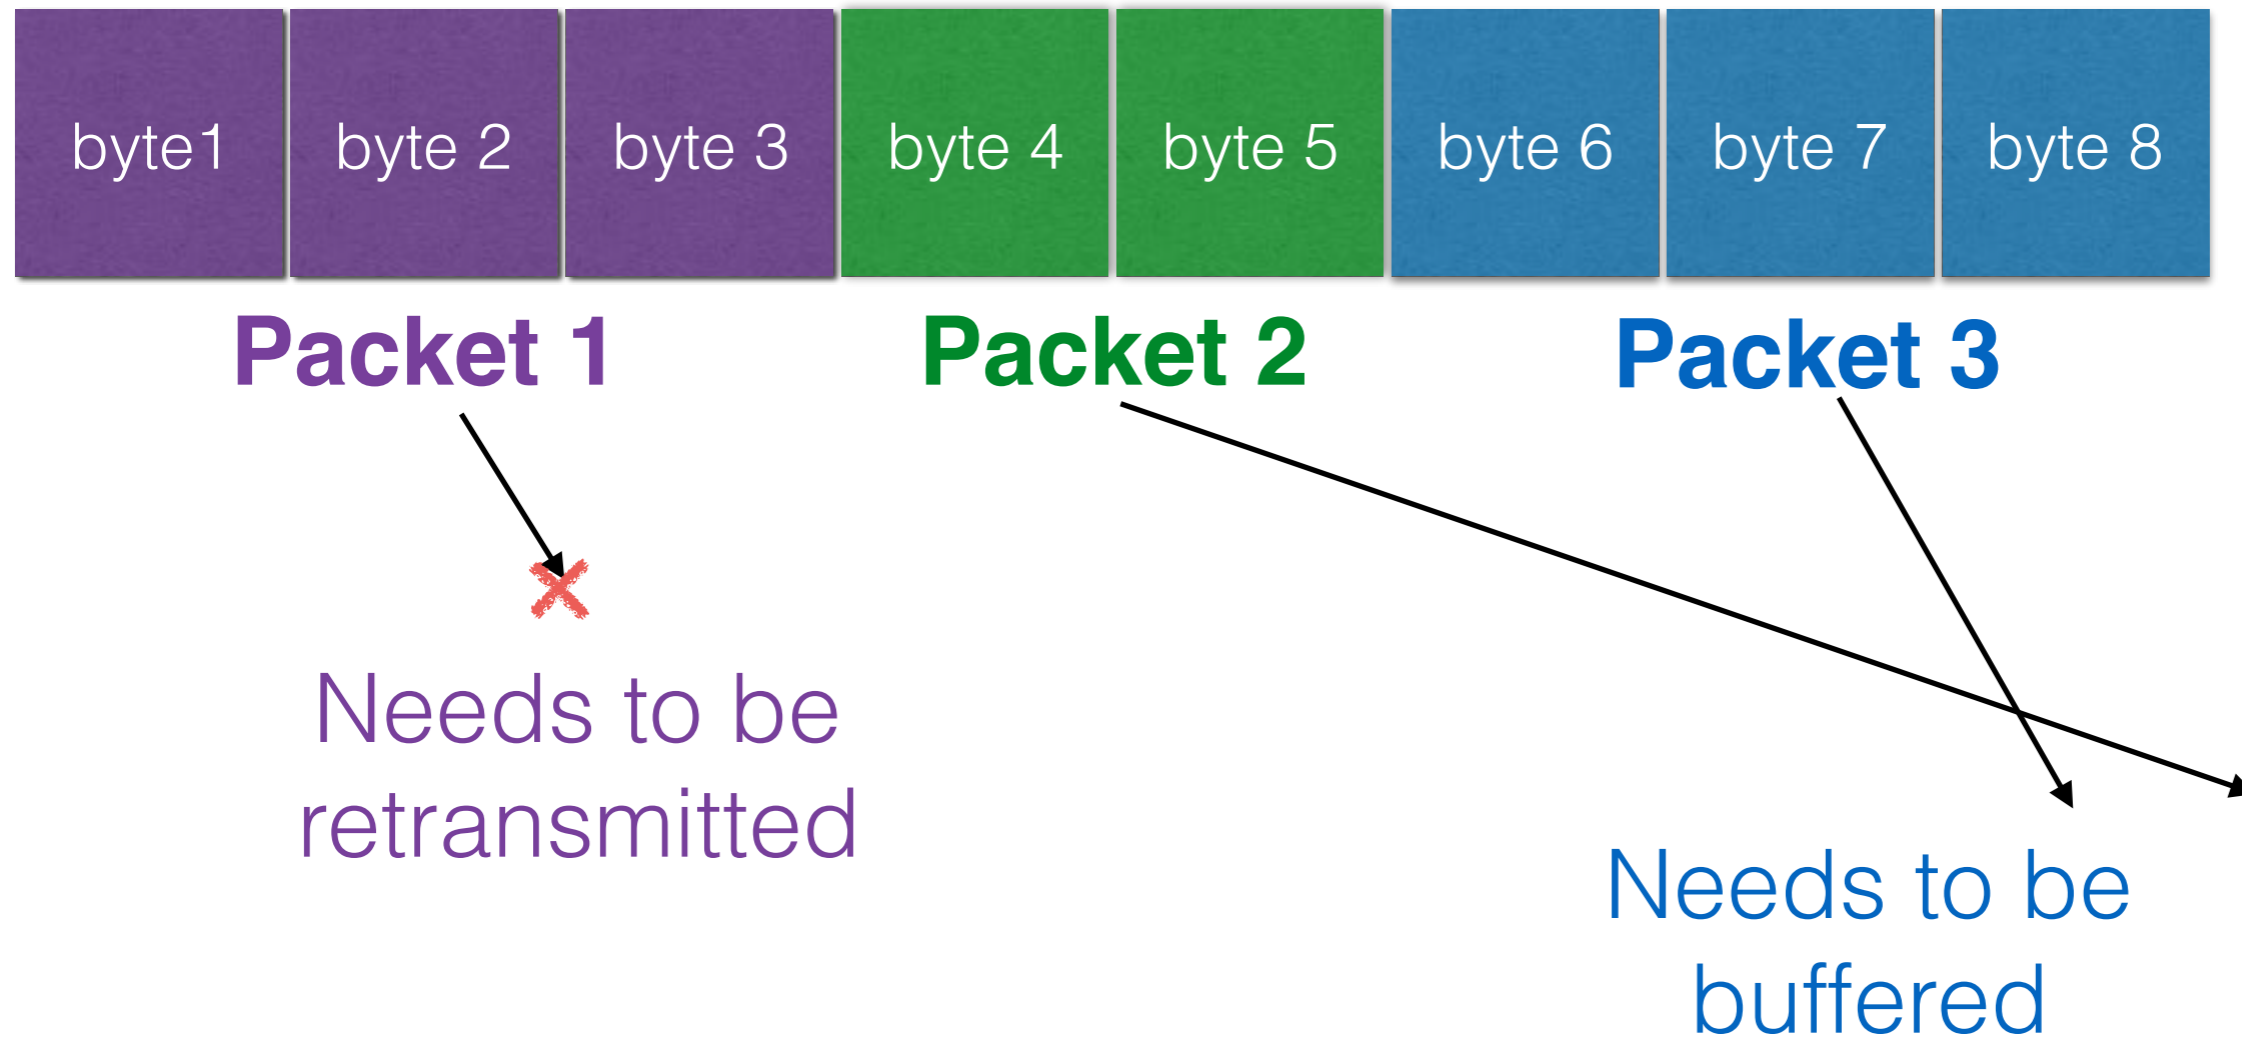 byte1 byte 2 byte 3 byte 4 byte 5 byte 6 byte 7 byte 8
Packet 1 Packet 2 Packet 3
Needs to be
retransmitted
Needs to be
buffered